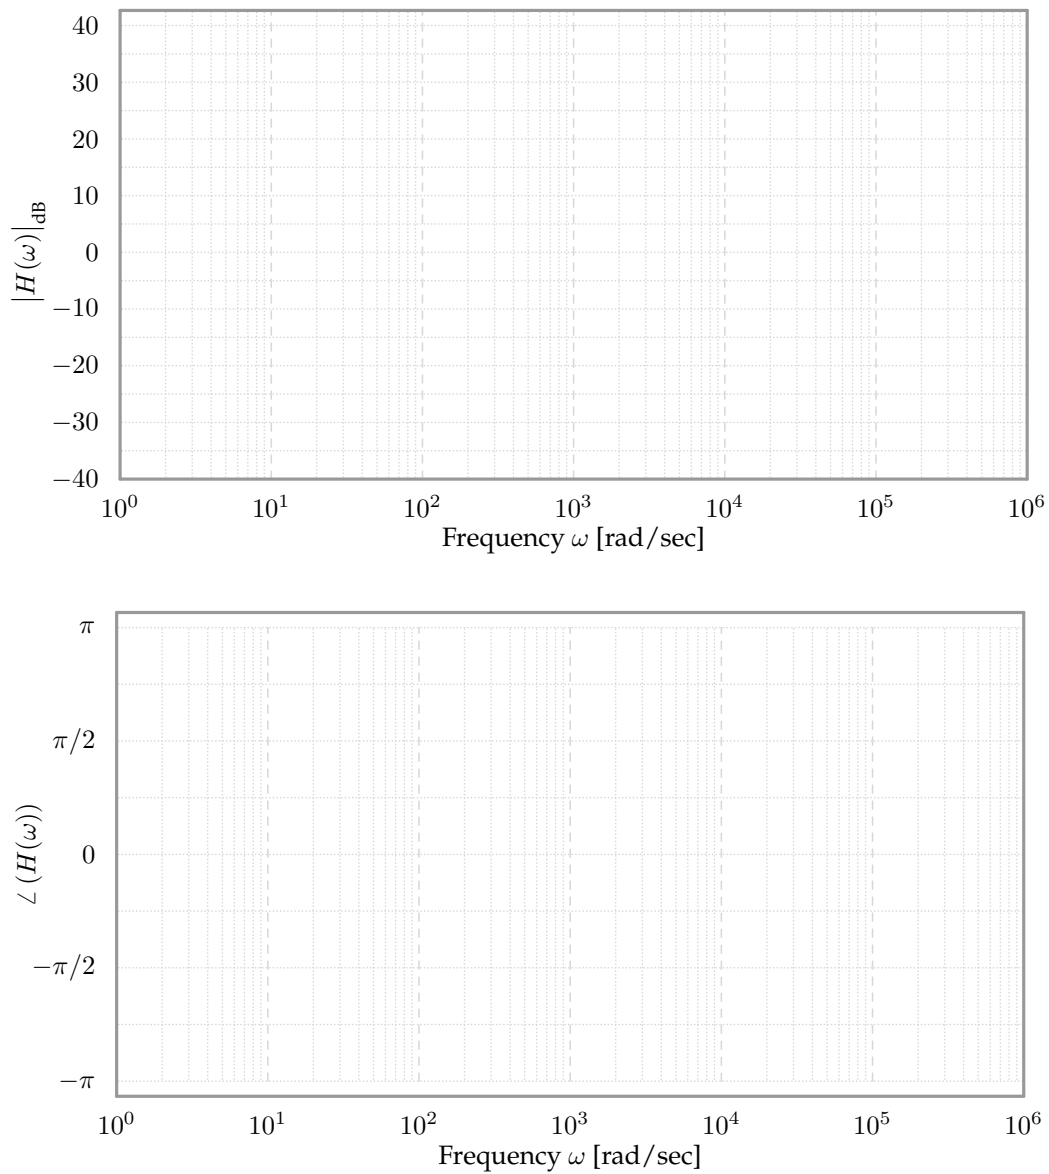 40
30
20
10
0
−10
−20
−30
−40
|H(ω)|dB
10⁰ 10¹ 10² 10³ 10⁴ 10⁵ 10⁶
Frequency ω [rad/sec]
π
π/2
0
−π/2
−π
∠ (H(ω))
10⁰ 10¹ 10² 10³ 10⁴ 10⁵ 10⁶
Frequency ω [rad/sec]